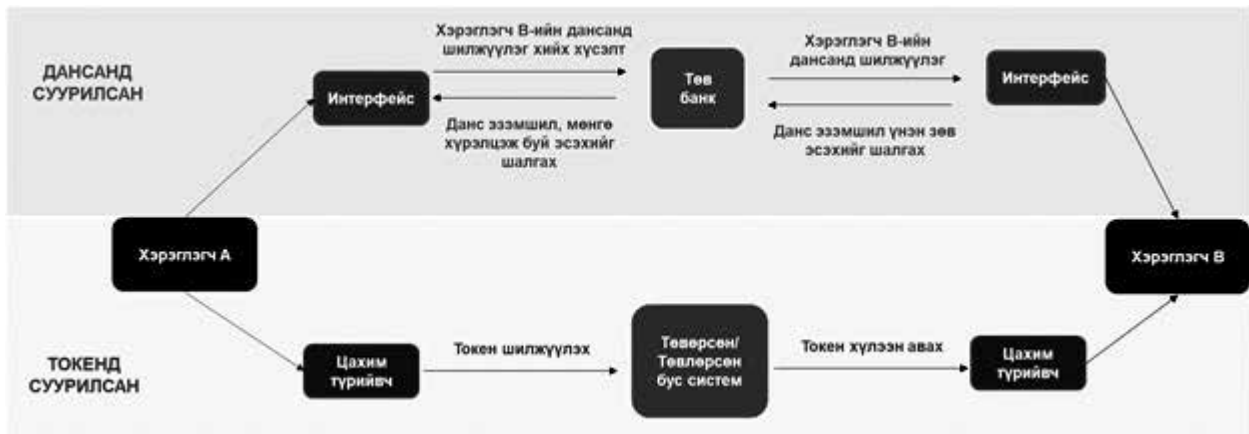 Хэрэглэгч B-ийн дансанд
шилжүүлэг хийх хүсэлт
Хэрэглэгч B-ийн
дансанд шилжүүлэг
ДАНСАНД
СУУРИЛСАН
Интерфейс
Төв
банк
Интерфейс
Данс эзэмшил, мөнгө
хүрэлцэж буй эсэхийг
шалгах
Данс эзэмшил үнэн зөв
эсэхийг шалгах
Хэрэглэгч A
Хэрэглэгч B
ТОКЕНД
СУУРИЛСАН
Цахим
түрийвч
Токен шилжүүлэх
Төвөрсөн/
Төвлөрсөн
бус систем
Токен хүлээн авах
Цахим
түрийвч